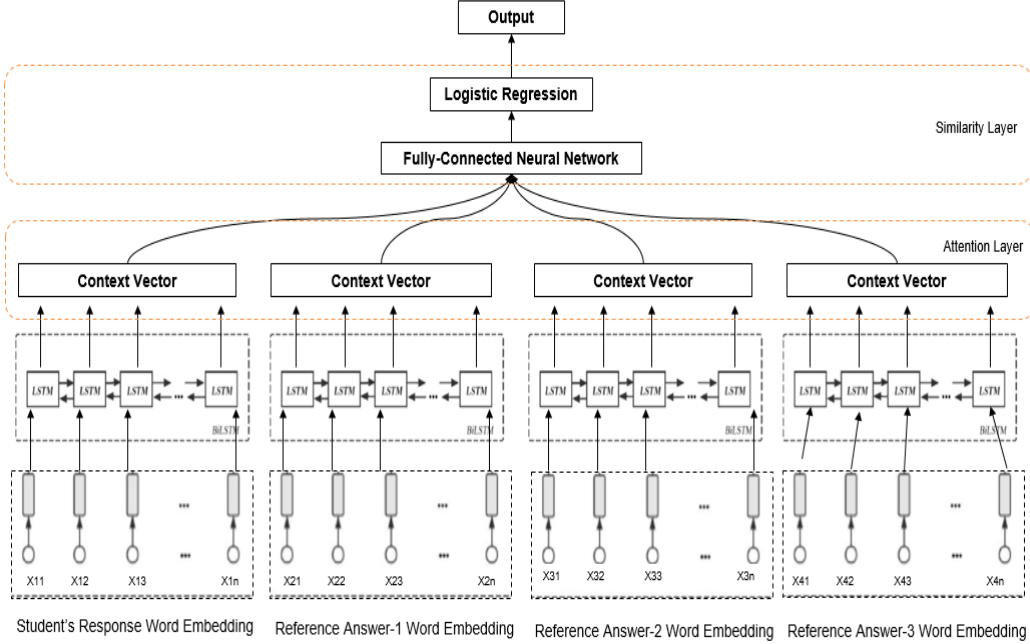 Output
Logistic Regression
Similarity Layer
Fully-Connected Neural Network
Attention Layer
Context Vector Context Vector Context Vector Context Vector
LSTM LSTM LSTM ... LSTM LSTM LSTM LSTM ... LSTM LSTM LSTM LSTM ... LSTM LSTM LSTM LSTM ... LSTM
BiLSTM BiLSTM BiLSTM BiLSTM
... ... ... ...
... ... ... ...
X11 X12 X13 X1n X21 X22 X23 X2n X31 X32 X33 X3n X41 X42 X43 X4n
Student's Response Word Embedding Reference Answer-1 Word Embedding Reference Answer-2 Word Embedding Reference Answer-3 Word Embedding